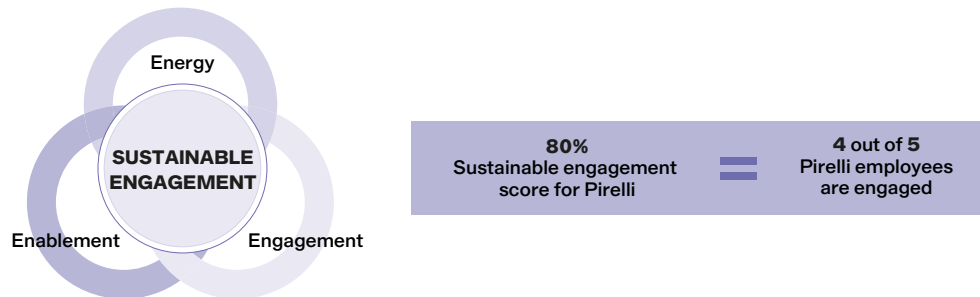 Energy
SUSTAINABLE
ENGAGEMENT
Enablement
Engagement
80%
Sustainable engagement
score for Pirelli
=
4 out of 5
Pirelli employees
are engaged